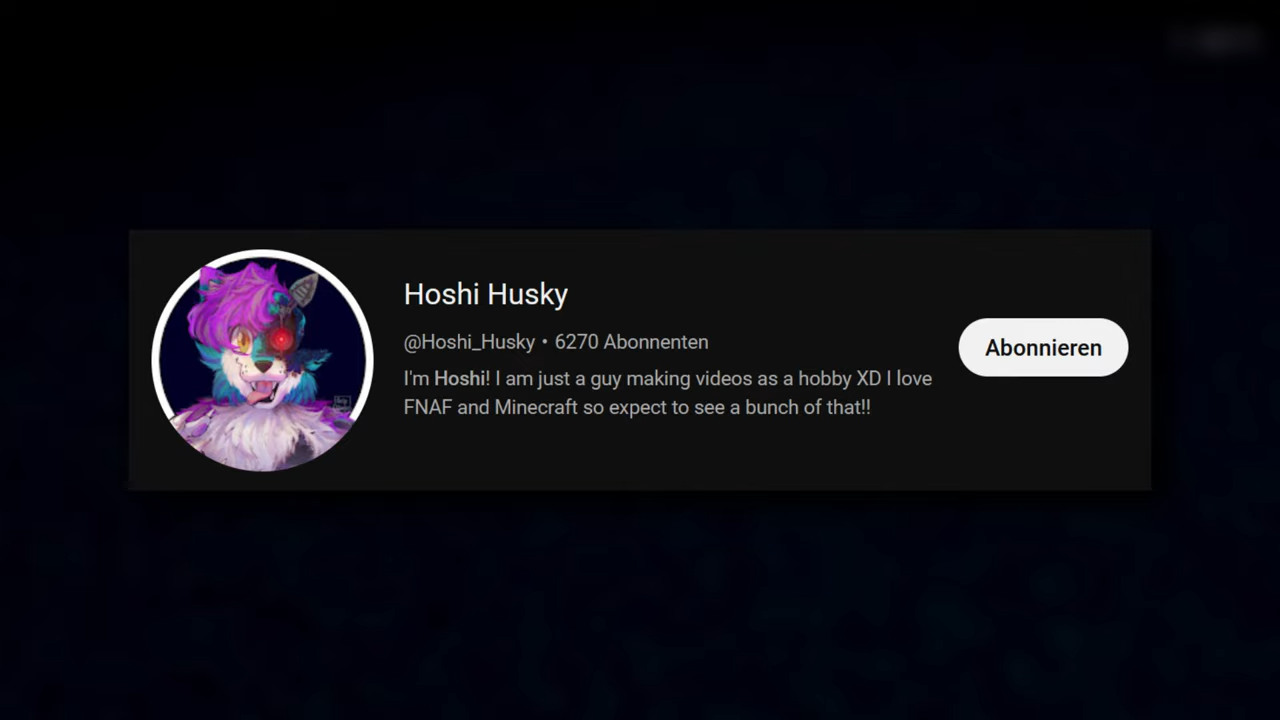 Hoshi Husky
@Hoshi_Husky • 6270 Abonnenten
Abonnieren
I'm Hoshi! I am just a guy making videos as a hobby XD I love
FNAF and Minecraft so expect to see a bunch of that!!